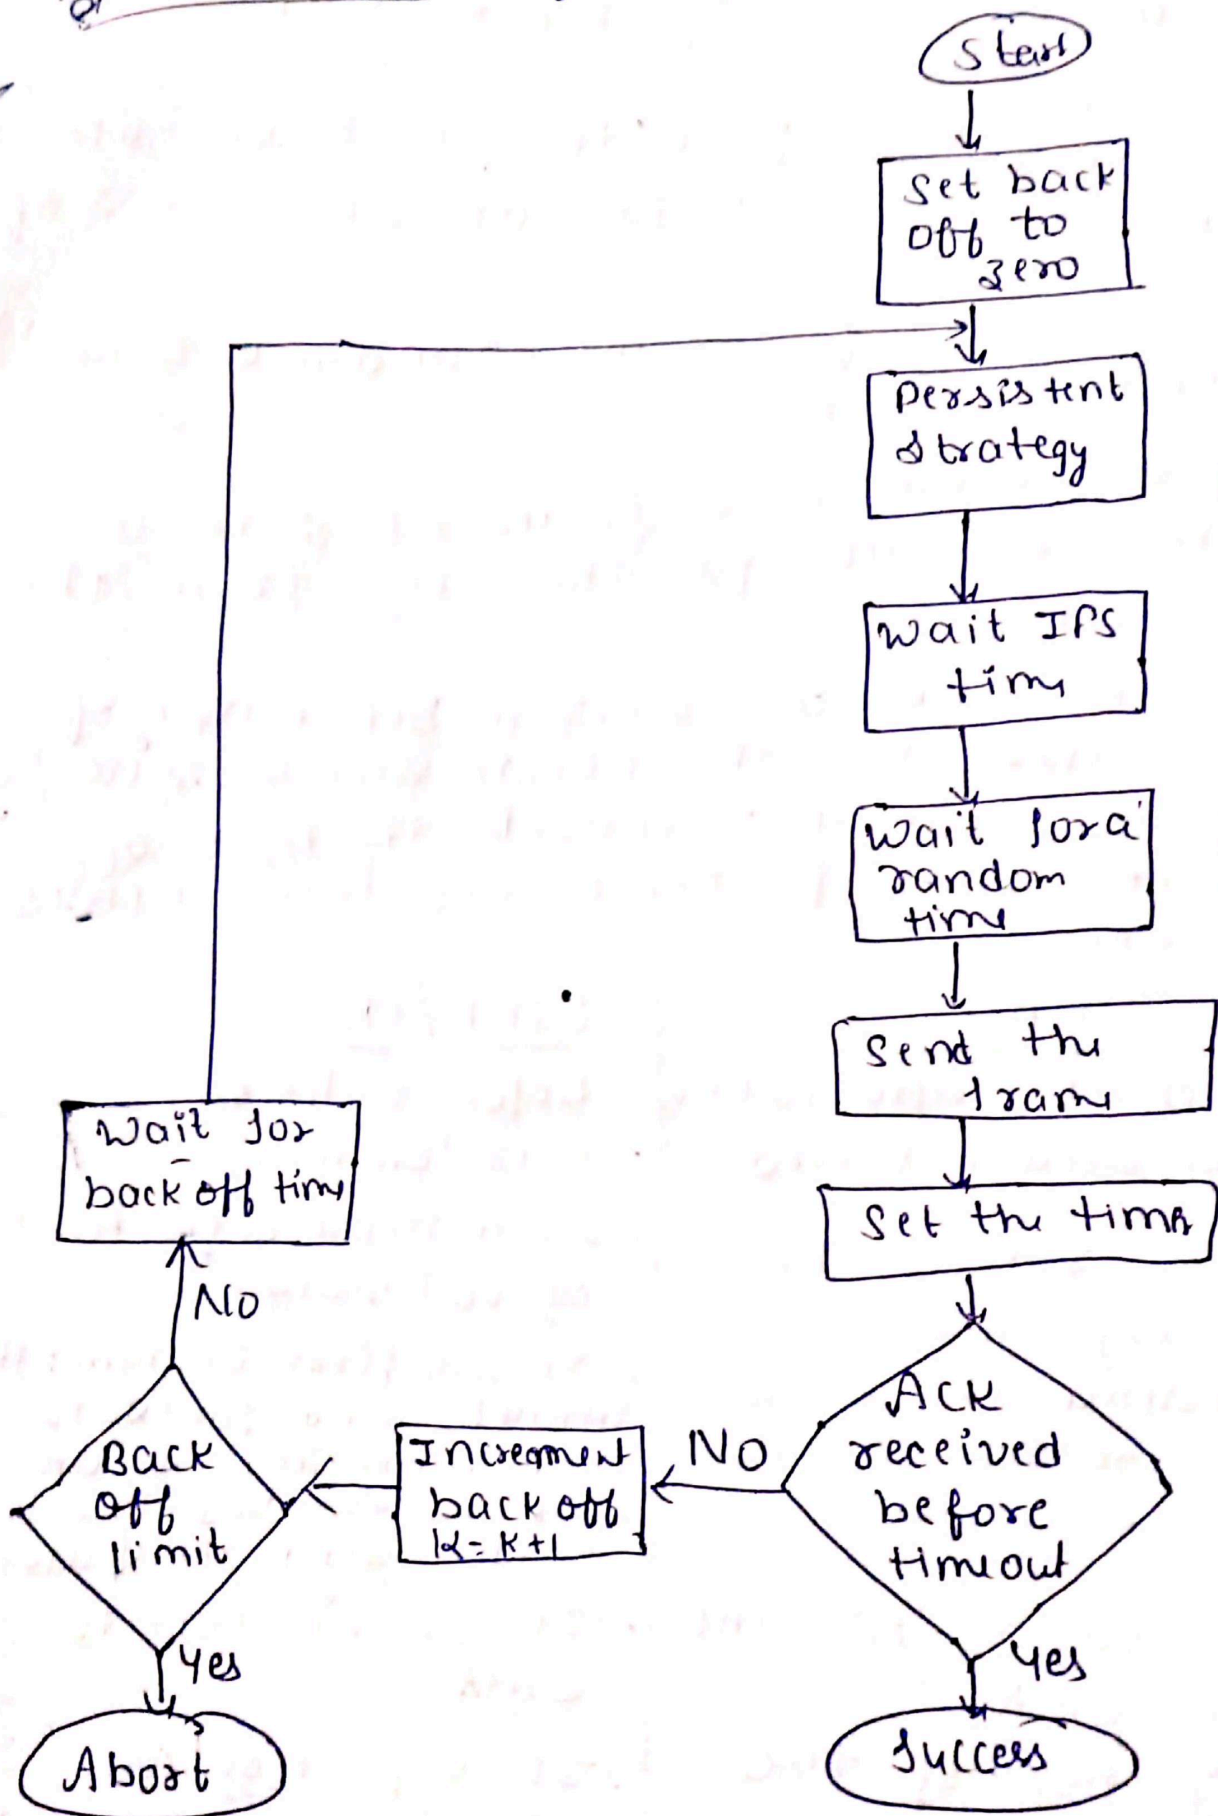 Start
Set back
off to
zero
Persistent
strategy
Wait IFS
time
Wait for a
random
time
Send the
frame
Set the timer
Ack
received
before
timeout
Yes
Success
NO
Increment
back off
K=K+1
Back
off
limit
Yes
Abort
NO
Wait for
back off time